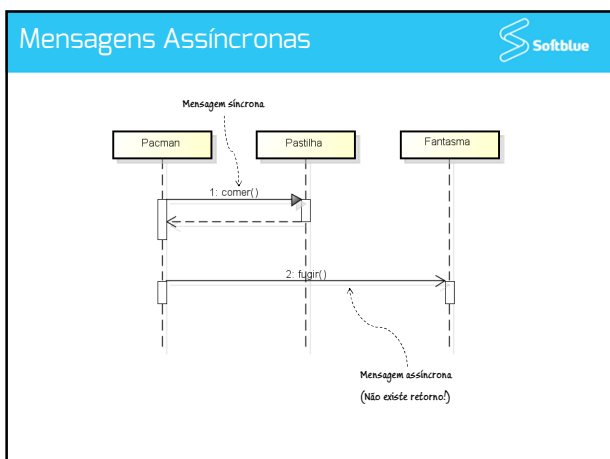 Mensagens Assíncronas
Softblue
Mensagem síncrona
Pacman
Pastilha
Fantasma
1: comer()
2: fugir()
Mensagem assíncrona
(Não existe retorno!)